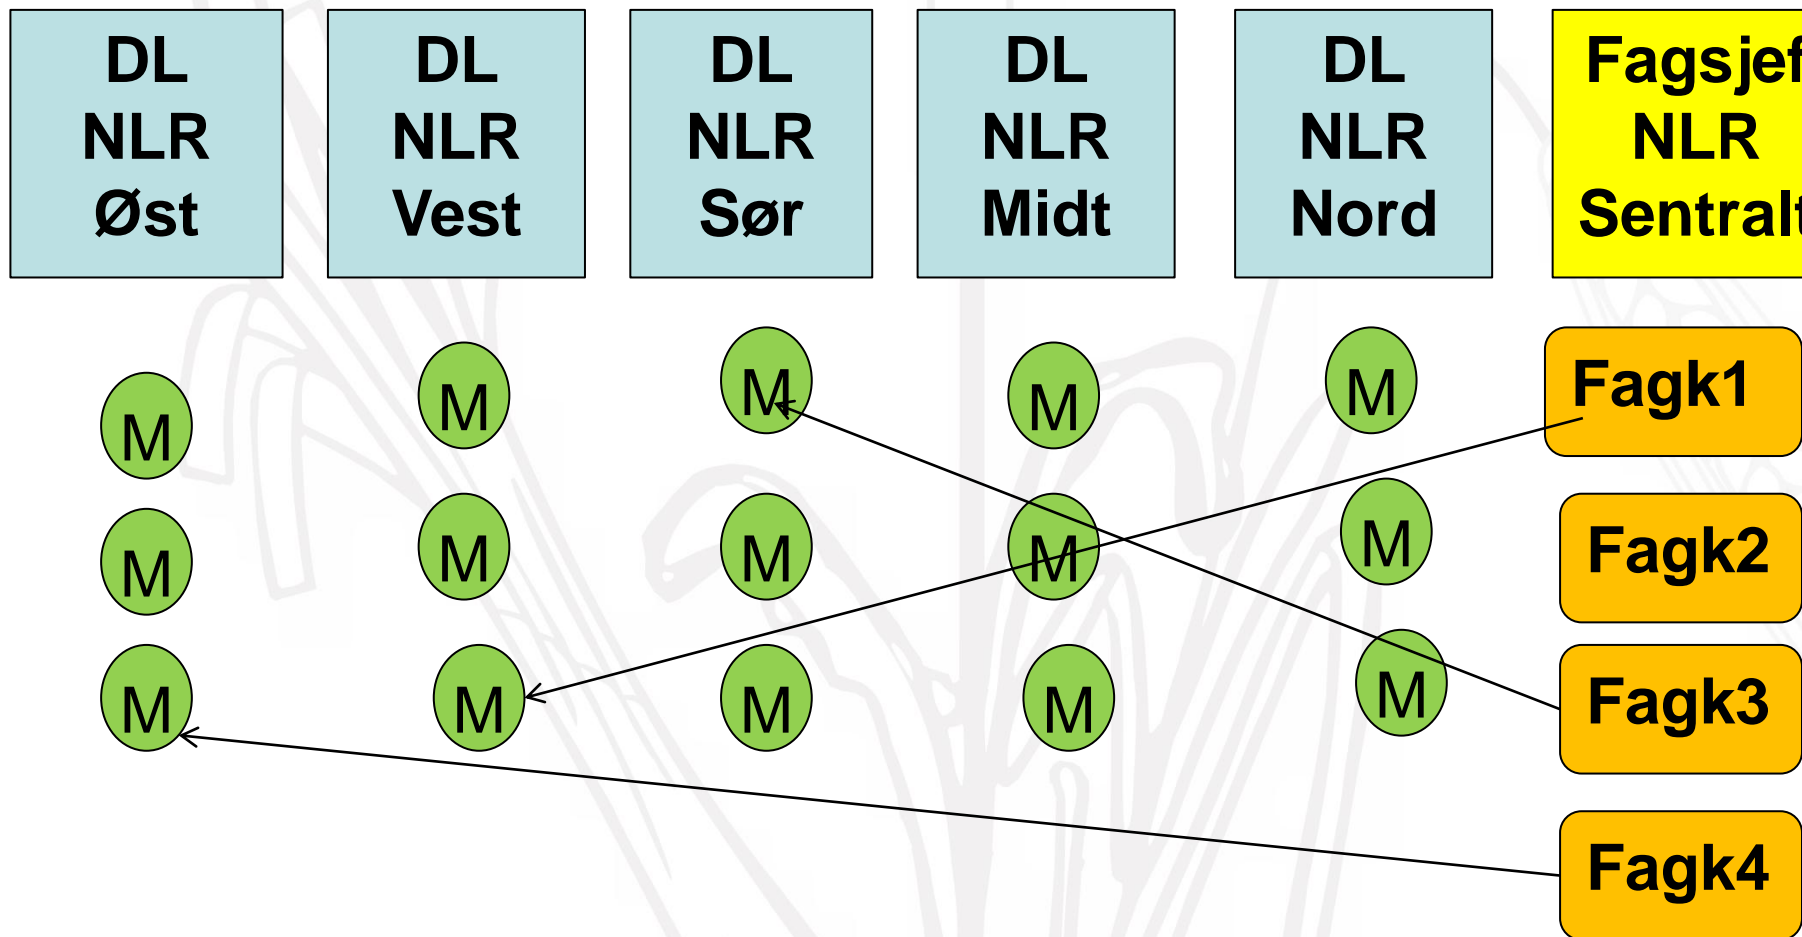 DL
NLR
Øst
DL
NLR
Vest
DL
NLR
Sør
DL
NLR
Midt
DL
NLR
Nord
Fagsjef
NLR
Sentralt
M
M
M
M
M
Fagk1
M
M
M
M
M
Fagk2
M
M
M
M
M
Fagk3
Fagk4